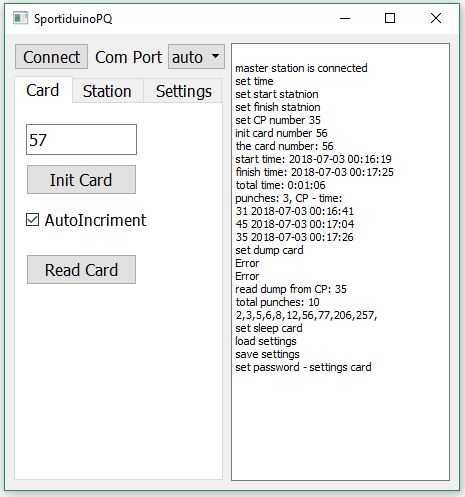 SportiduinoPQ
Connect Com Port auto
Card Station Settings
57
Init Card
AutoIncriment
Read Card
master station is connected
set time
set start statnion
set finish statnion
set CP number 35
init card number 56
the card number: 56
start time: 2018-07-03 00:16:19
finish time: 2018-07-03 00:17:25
total time: 0:01:06
punches: 3, CP - time:
31 2018-07-03 00:16:41
45 2018-07-03 00:17:04
35 2018-07-03 00:17:26
set dump card
Error
Error
read dump from CP: 35
total punches: 10
2,3,5,6,8,12,56,77,206,257,
set sleep card
load settings
save settings
set password - settings card